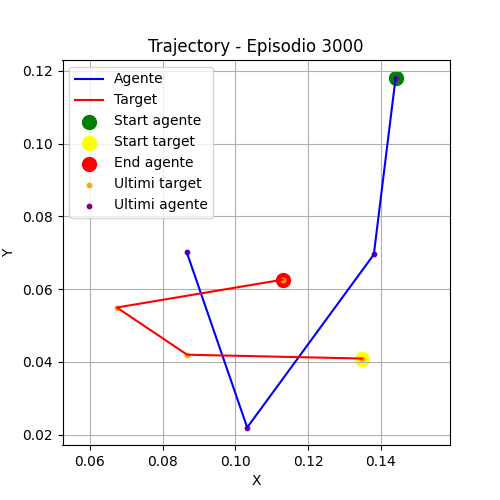 Trajectory - Episodio 3000
Agente
Target
Start agente
Start target
End agente
Ultimi target
Ultimi agente
0.12
0.10
0.08
0.06
0.04
0.02
Y
0.06 0.08 0.10 0.12 0.14
X